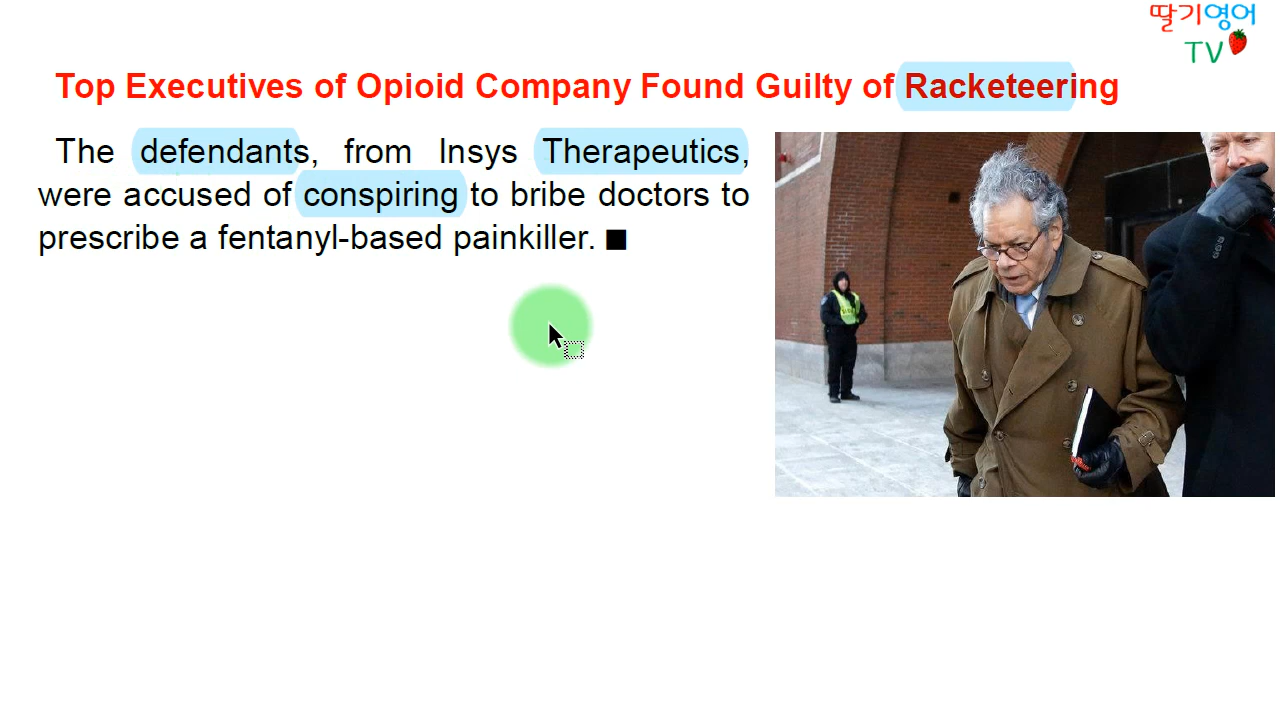 딸기영어
TV
Top Executives of Opioid Company Found Guilty of Racketeering
The defendants, from Insys Therapeutics,
were accused of conspiring to bribe doctors to
prescribe a fentanyl-based painkiller. ■